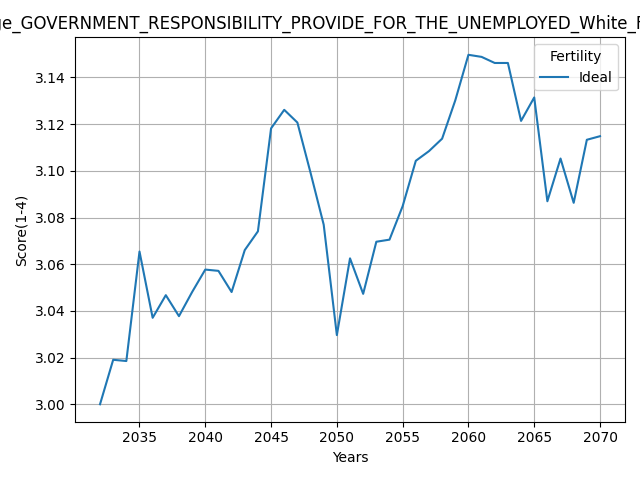 GOVERNMENT_RESPONSIBILITY_PROVIDE_FOR_THE_UNEMPLOYED_White_
Fertility
Ideal
3.14
3.12
3.10
3.08
3.06
3.04
3.02
3.00
Score(1-4)
2035 2040 2045 2050 2055 2060 2065 2070
Years